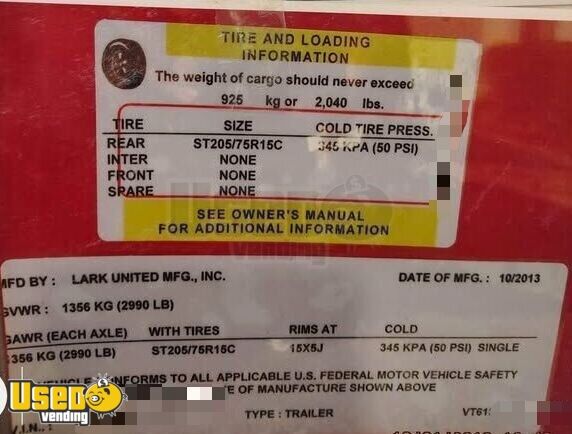 TIRE AND LOADING
INFORMATION
The weight of cargo should never exceed
925 kg or 2,040 lbs.
TIRE SIZE COLD TIRE PRESS.
REAR ST205/75R15C 345 KPA (50 PSI)
INTER NONE
FRONT NONE
SPARE NONE
SEE OWNER'S MANUAL
FOR ADDITIONAL INFORMATION
USED
vending
MFD BY : LARK UNITED MFG., INC. DATE OF MFG. : 10/2013
GVWR : 1356 KG (2990 LB)
GAWR (EACH AXLE) WITH TIRES RIMS AT COLD
1356 KG (2990 LB) ST205/75R15C 15X5J 345 KPA (50 PSI) SINGLE
VEHICLE TO ALL APPLICABLE U.S. FEDERAL MOTOR VEHICLE SAFETY
OF MANUFACTURE SHOWN ABOVE
USED
vending
V.I.N. : TYPE : TRAILER